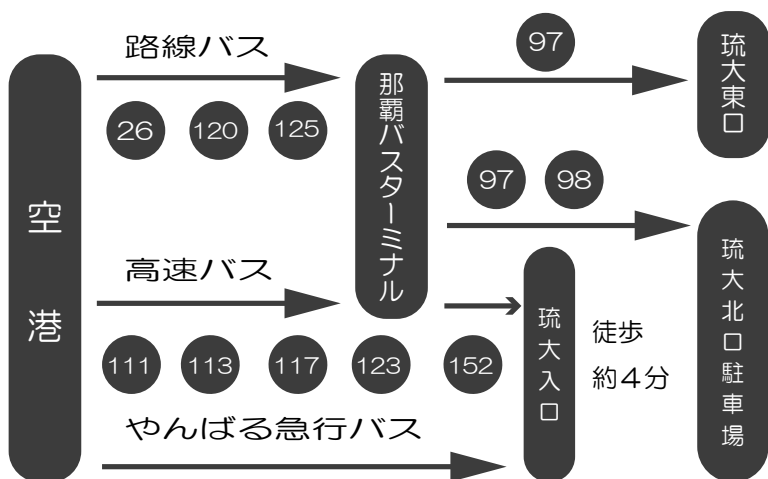 空港
路線バス
26 120 125
那覇バスターミナル
97
琉大東口
97 98
琉大北口駐車場
高速バス
111 113 117 123 152
琉大入口
徒歩
約4分
やんばる急行バス